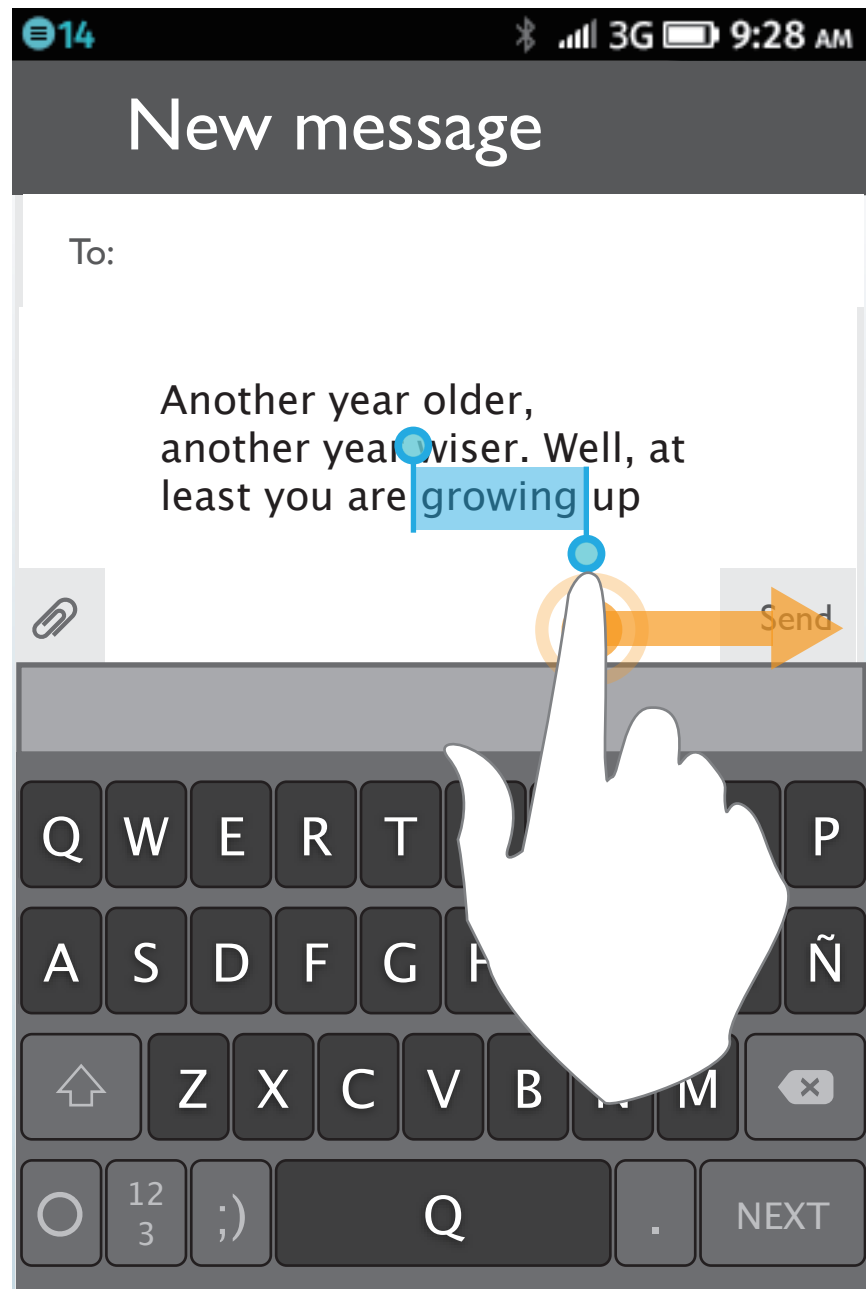 14 3G 9:28 AM
New message
To:
Another year older,
another year wiser. Well, at
least you are growing up
Send
Q W E R T P
A S D F G H Ñ
Z X C V B N M
12
3
;) Q . NEXT